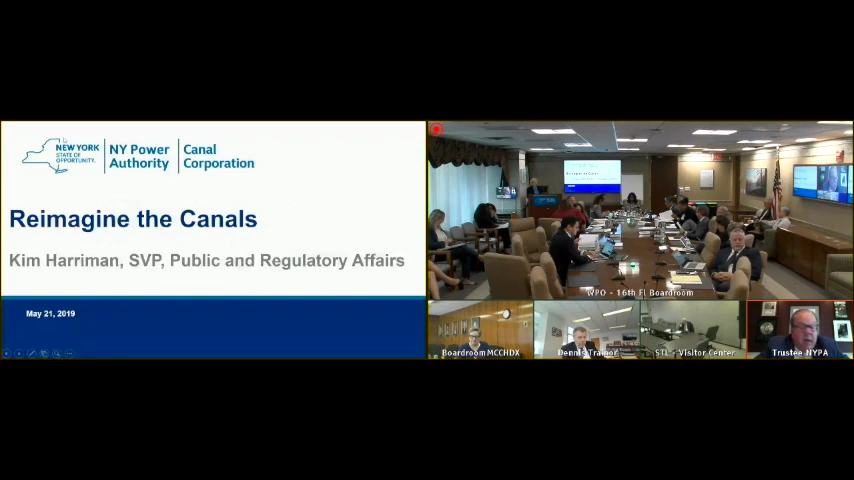 NEW YORK
STATE OF
OPPORTUNITY.
NY Power
Authority
Canal
Corporation
Reimagine the Canals
Kim Harriman, SVP, Public and Regulatory Affairs
May 21, 2019
WPO - 16th Fl Boardroom
Boardroom MCCHDX
Dennis Trainor
STL - Visitor Center
Trustee NYPA